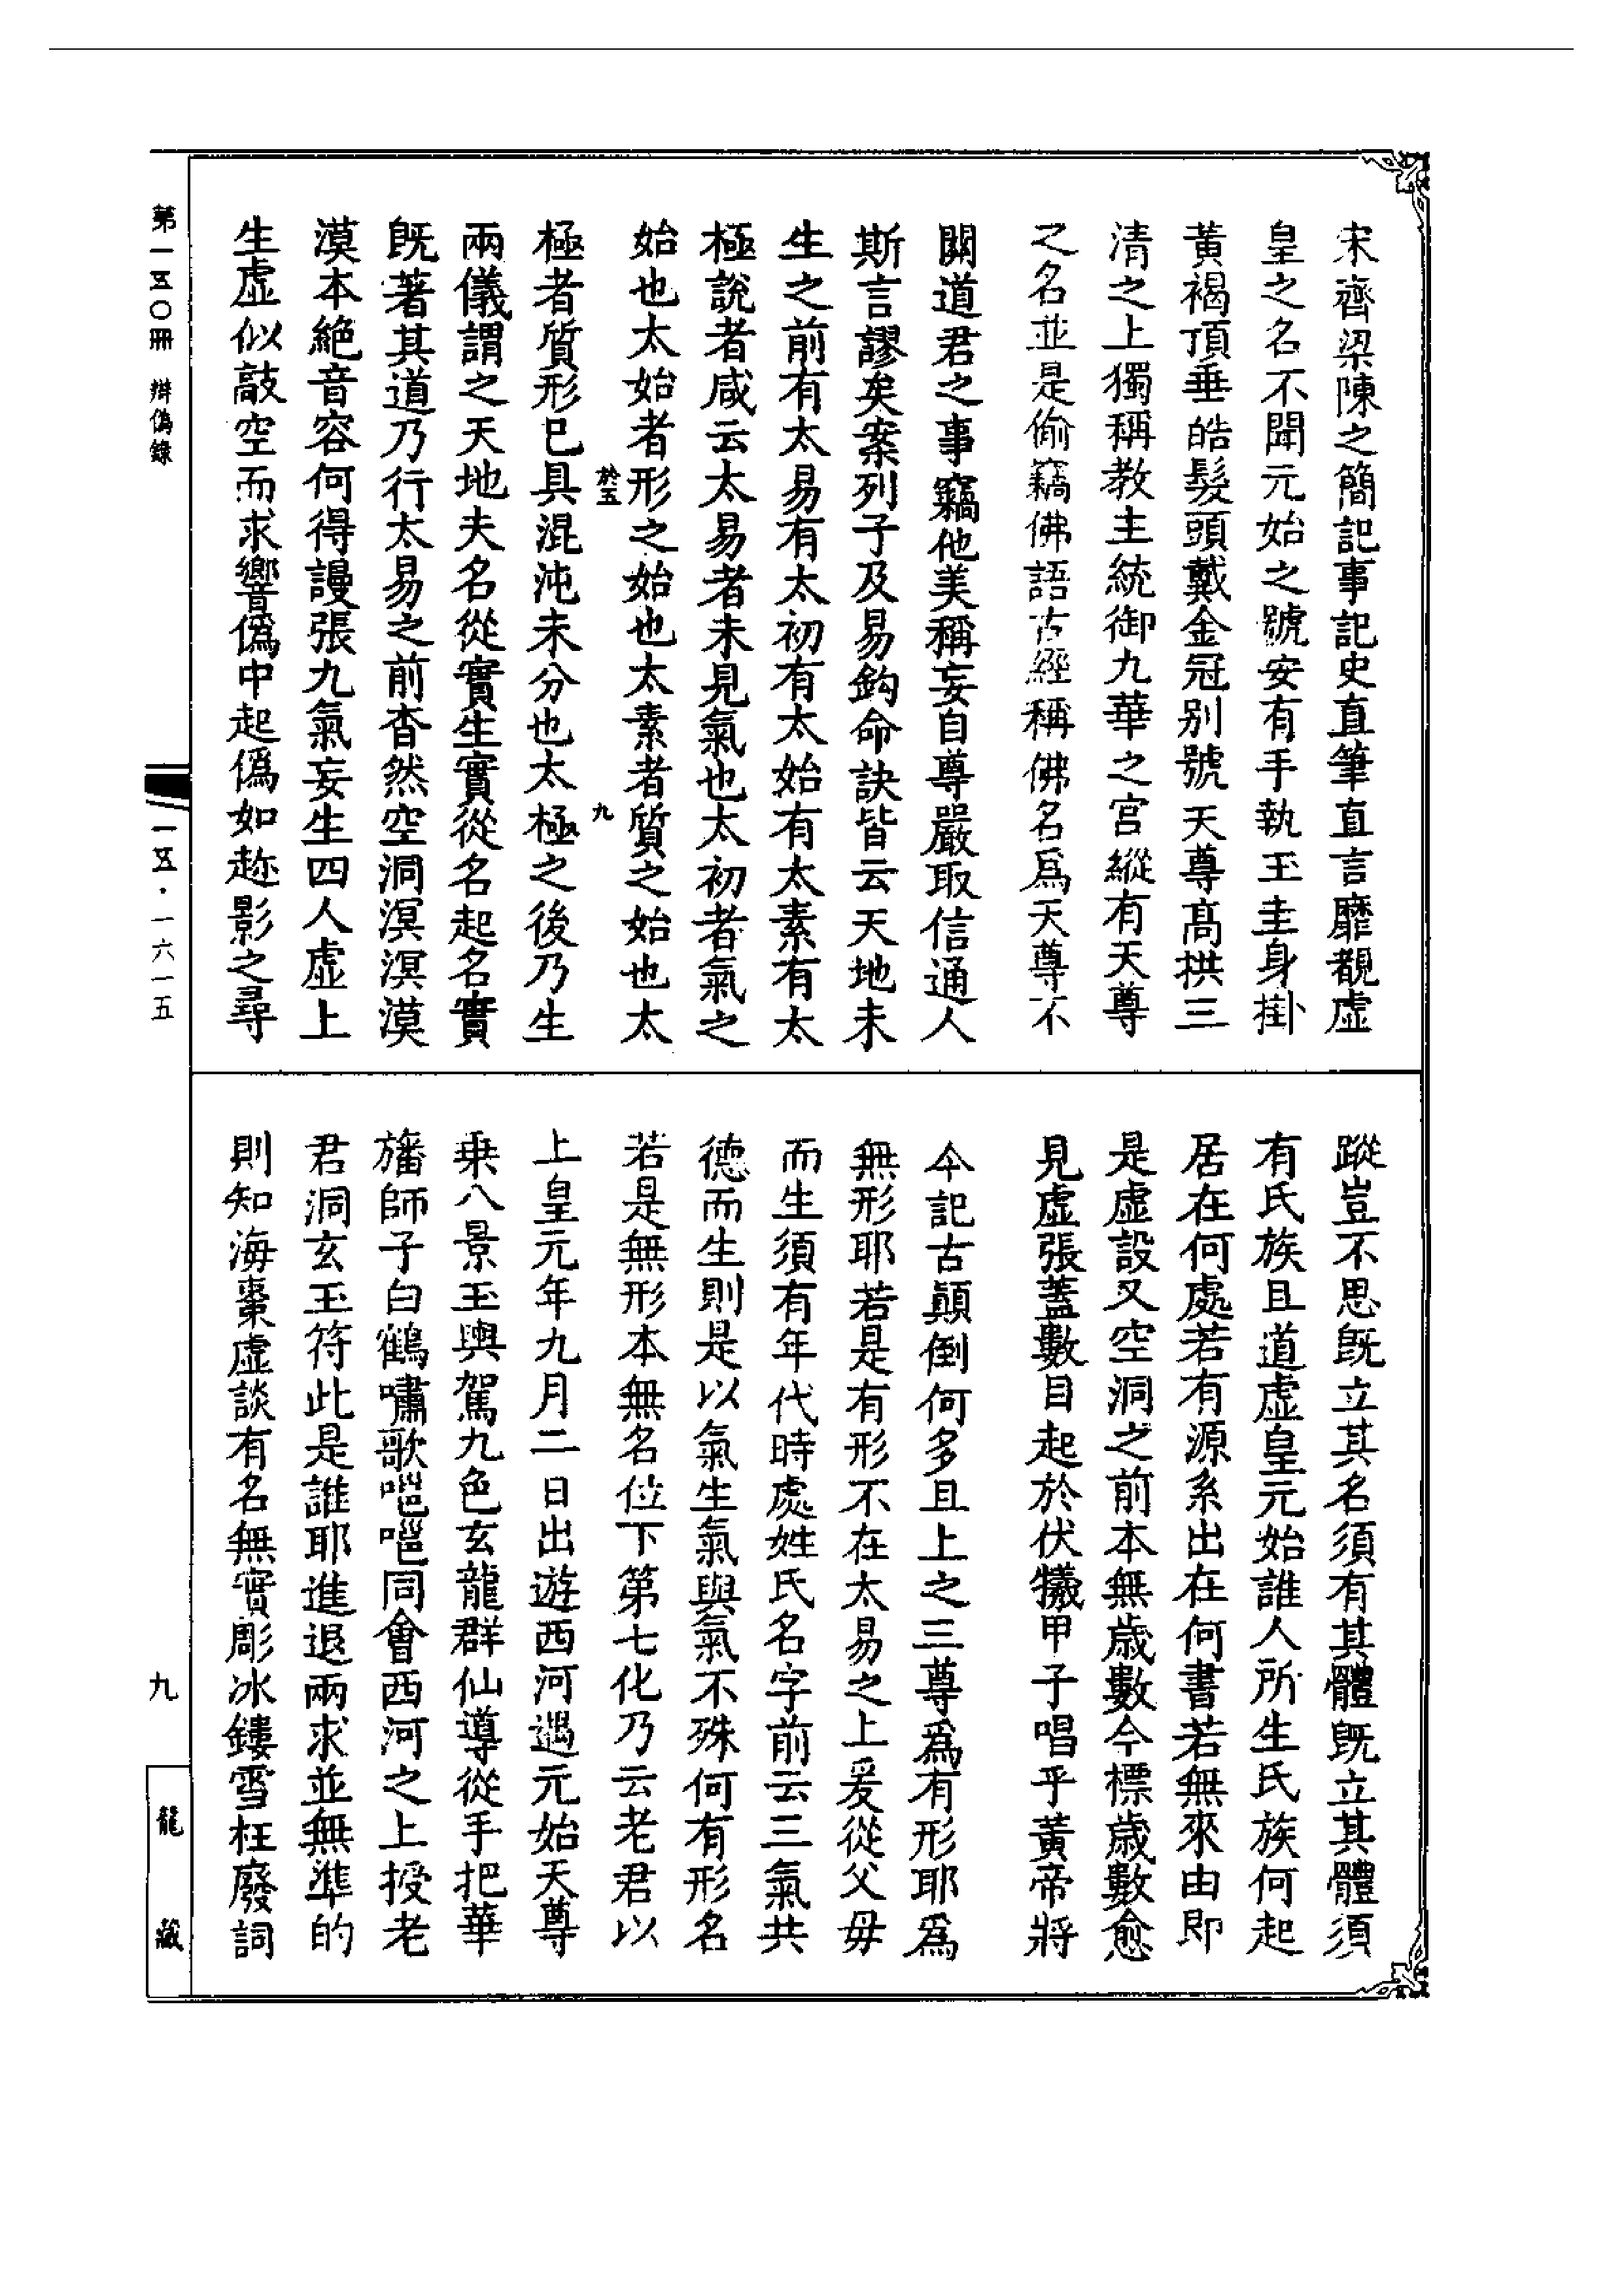 宋齊梁陳之簡記事記史直筆直言靡覩虛
皇之名不聞元始之號安有手執玉圭身掛
黃褐頂垂皓髮頭戴金冠别號天尊髙拱三
清之上獨稱教主統御九華之宫縱有天尊
之名並是偷竊佛語古經稱佛名爲天尊不
關道君之事竊他美稱妄自尊嚴取信通人
斯言謬矣案列子及易鈎命訣皆云天地未
生之前有太易有太初有太始有太素有太
極說者咸云太易者未見氣也太初者氣之
始也太始者形之始也太素者質之始也太
於五
九
極者質形已具混沌未分也太極之後乃生
兩儀謂之天地夫名從實生實從名起名實
旣著其道乃行太易之前杳然空洞溟涬漠
漠本絶音容何得謾張九氣妄生四人虛上
生虛似敲空而求響僞中起僞如趂影之尋
蹤豈不思旣立其名須有其體旣立其體須
有氏族且道虛皇元始誰人所生氏族何起
居在何處若有源系出在何書若無來由即
是虛設又空洞之前本無歲數今標歲數愈
見虛張蓋數目起於伏犧甲子唱乎黃帝將
今記古顛倒何多且上之三尊爲有形耶爲
無形耶若是有形不在太易之上爰從父毋
而生須有年代時處姓氏名字前云三氣共
德而生則是以氣生氣與氣不殊何有形名
若是無形本無名位下第七化乃云老君以
上皇元年九月二日出遊西河遇元始天尊
乗八景玉輿駕九色玄龍群仙導從手把華
旛師子白鶴嘯歌嗈嗈同會西河之上授老
君洞玄玉符此是誰耶進退兩求並無準的
則知海棗虛談有名無實彫冰鏤雪枉廢詞
第一五〇冊 辯僞錄
一五五·一六一五
九
龍藏